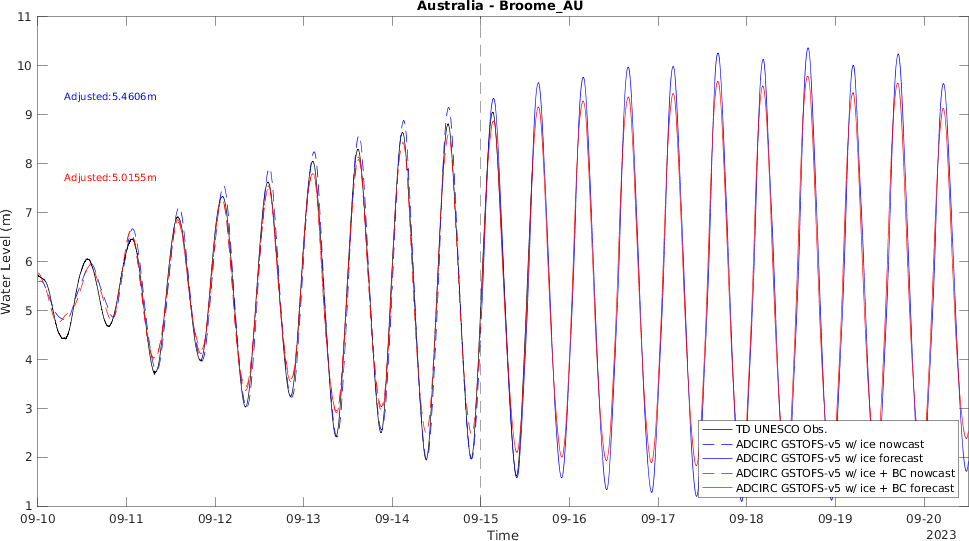 Australia - Broome_AU
11
10
9
8
7
6
5
4
3
2
1
Water Level (m)
Adjusted:5.4606m
Adjusted:5.0155m
TD UNESCO Obs.
ADCIRC GSTOFS-v5 w/ ice nowcast
ADCIRC GSTOFS-v5 w/ ice forecast
ADCIRC GSTOFS-v5 w/ ice + BC nowcast
ADCIRC GSTOFS-v5 w/ ice + BC forecast
09-10 09-11 09-12 09-13 09-14 09-15 09-16 09-17 09-18 09-19 09-20
Time
2023